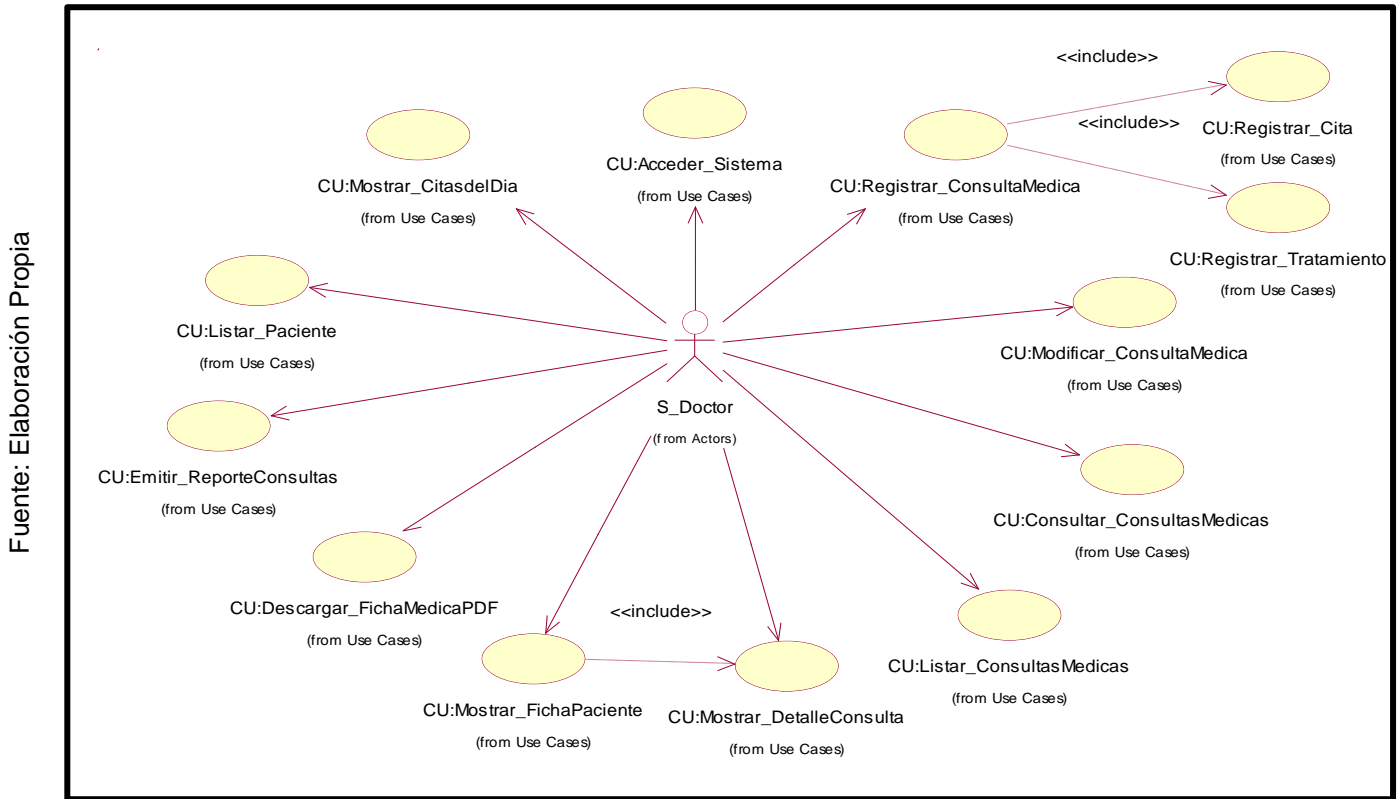 Fuente: Elaboración Propia
<<include>>
CU:Registrar_Cita
(from Use Cases)
<<include>>
CU:Registrar_Tratamiento
(from Use Cases)
CU:Acceder_Sistema
(from Use Cases)
CU:Mostrar_CitasdelDia
(from Use Cases)
CU:Registrar_ConsultaMedica
(from Use Cases)
CU:Listar_Paciente
(from Use Cases)
CU:Modificar_ConsultaMedica
(from Use Cases)
S_Doctor
(from Actors)
CU:Emitir_ReporteConsultas
(from Use Cases)
CU:Consultar_ConsultasMedicas
(from Use Cases)
CU:Descargar_FichaMedicaPDF
(from Use Cases)
<<include>>
CU:Listar_ConsultasMedicas
(from Use Cases)
CU:Mostrar_FichaPaciente
(from Use Cases)
CU:Mostrar_DetalleConsulta
(from Use Cases)